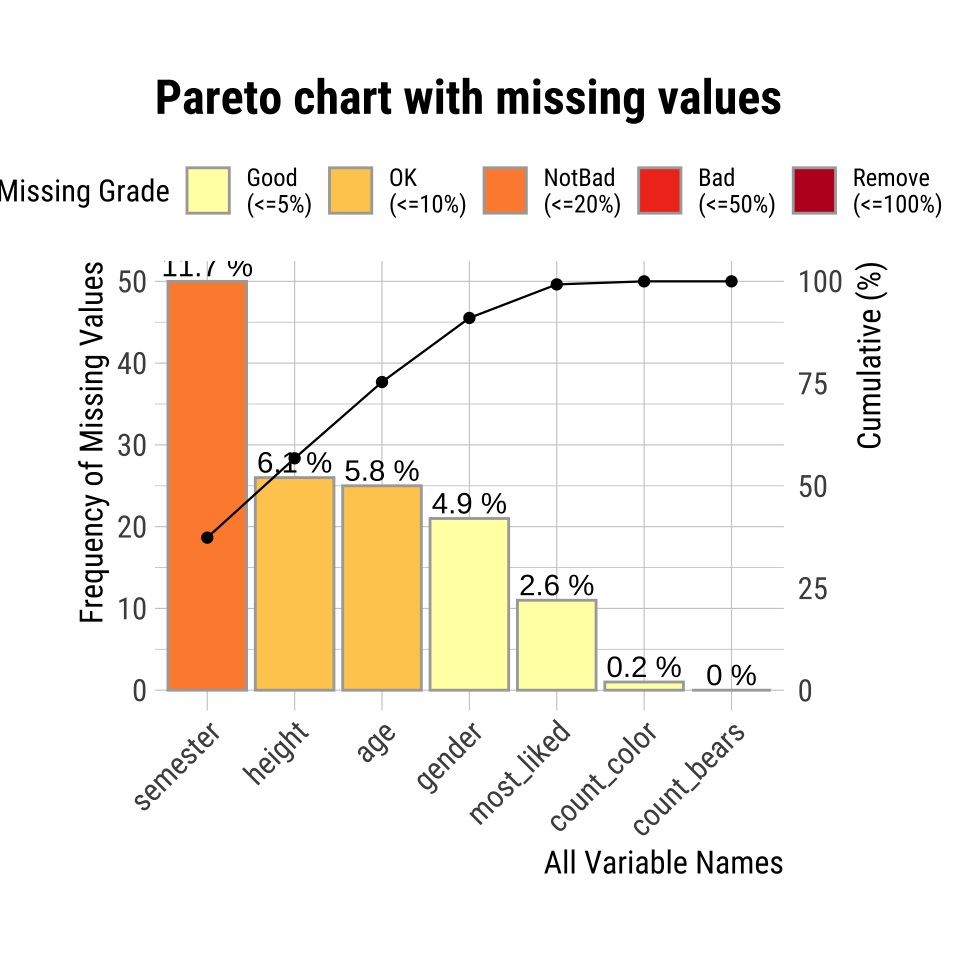 Pareto chart with missing values
Missing Grade
Good
(<=5%)
OK
(<=10%)
NotBad
(<=20%)
Bad
(<=50%)
Remove
(<=100%)
Frequency of Missing Values
50
40
30
20
10
0
11.7 %
6.1 %
5.8 %
4.9 %
2.6 %
0.2 %
0 %
100
75
50
25
0
Cumulative (%)
semester
height
age
gender
most_liked
count_color
count_bears
All Variable Names